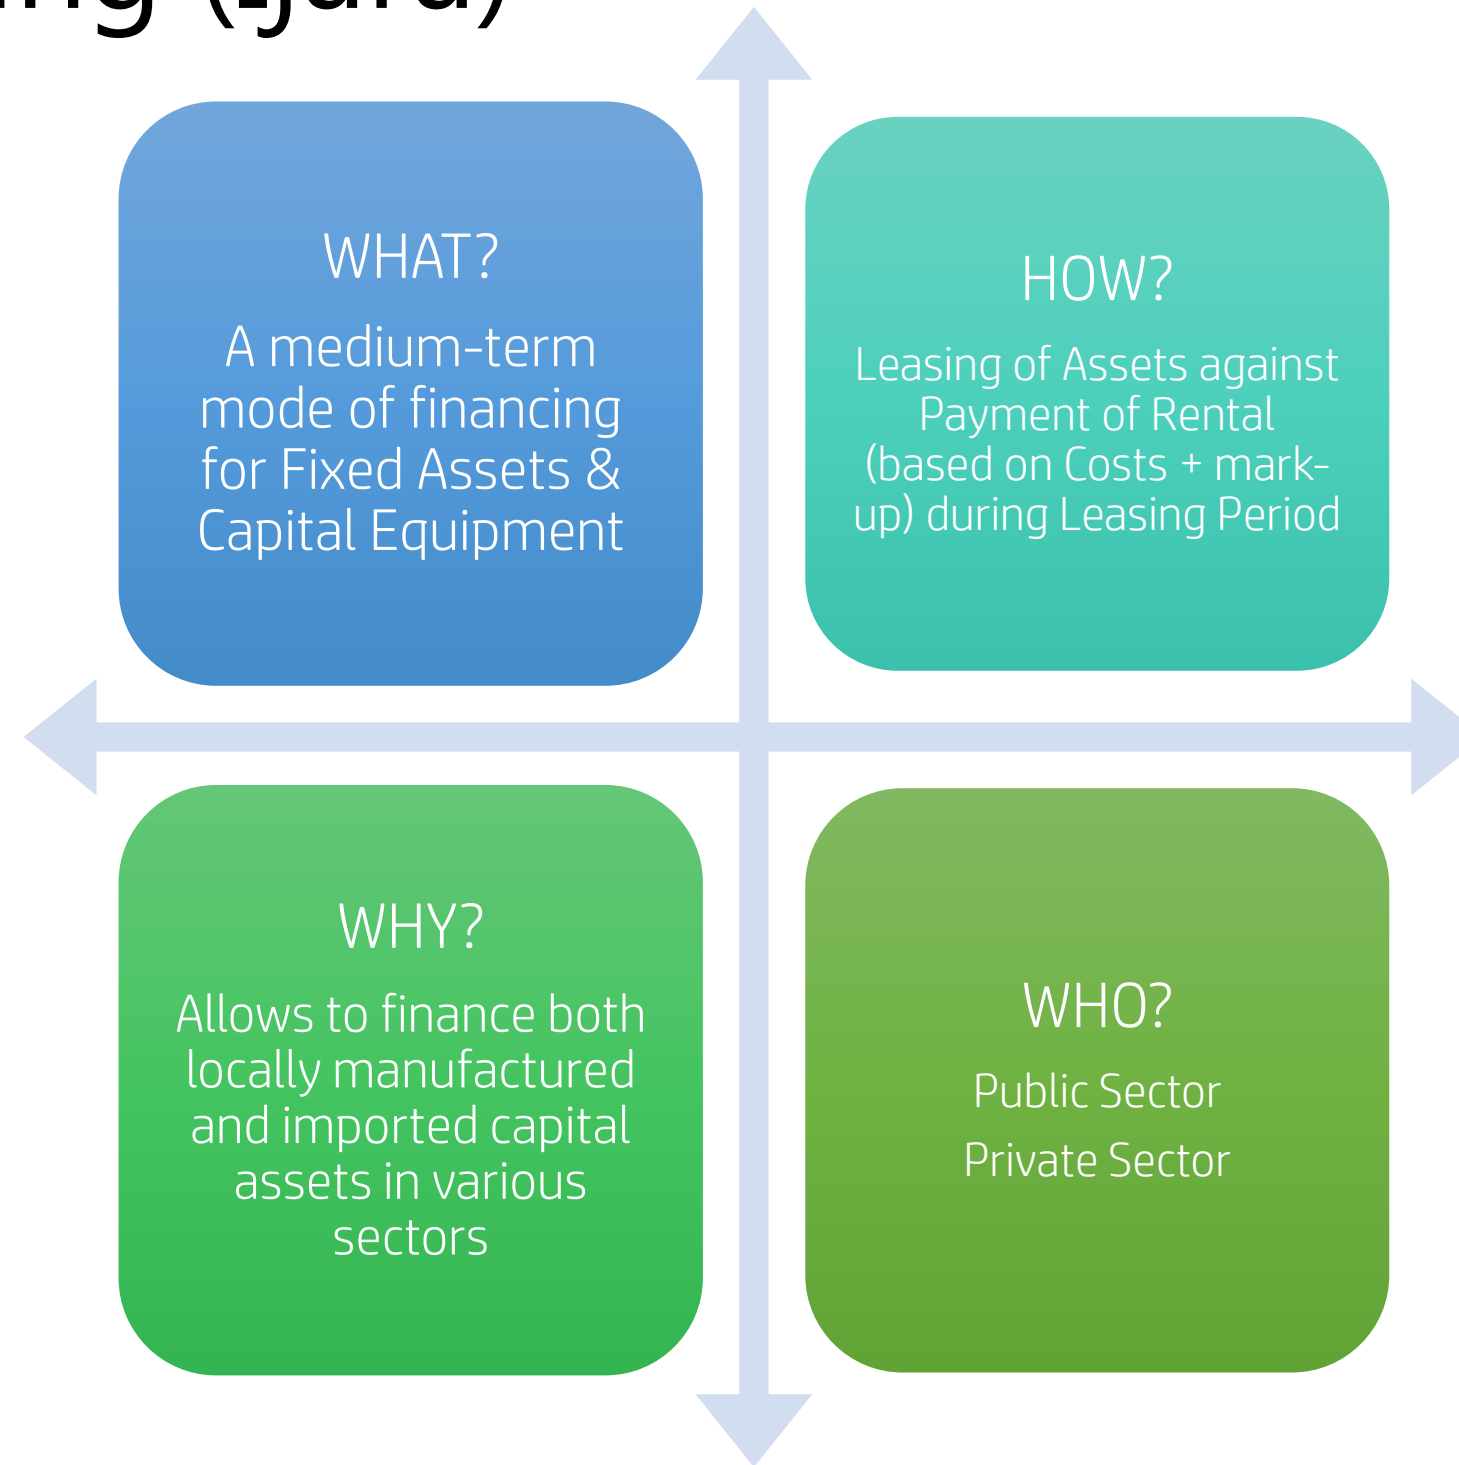 (Ijara)
WHAT?
A medium-term
mode of financing
for Fixed Assets &
Capital Equipment
HOW?
Leasing of Assets against
Payment of Rental
(based on Costs + mark-
up) during Leasing Period
WHY?
Allows to finance both
locally manufactured
and imported capital
assets in various
sectors
WHO?
Public Sector
Private Sector